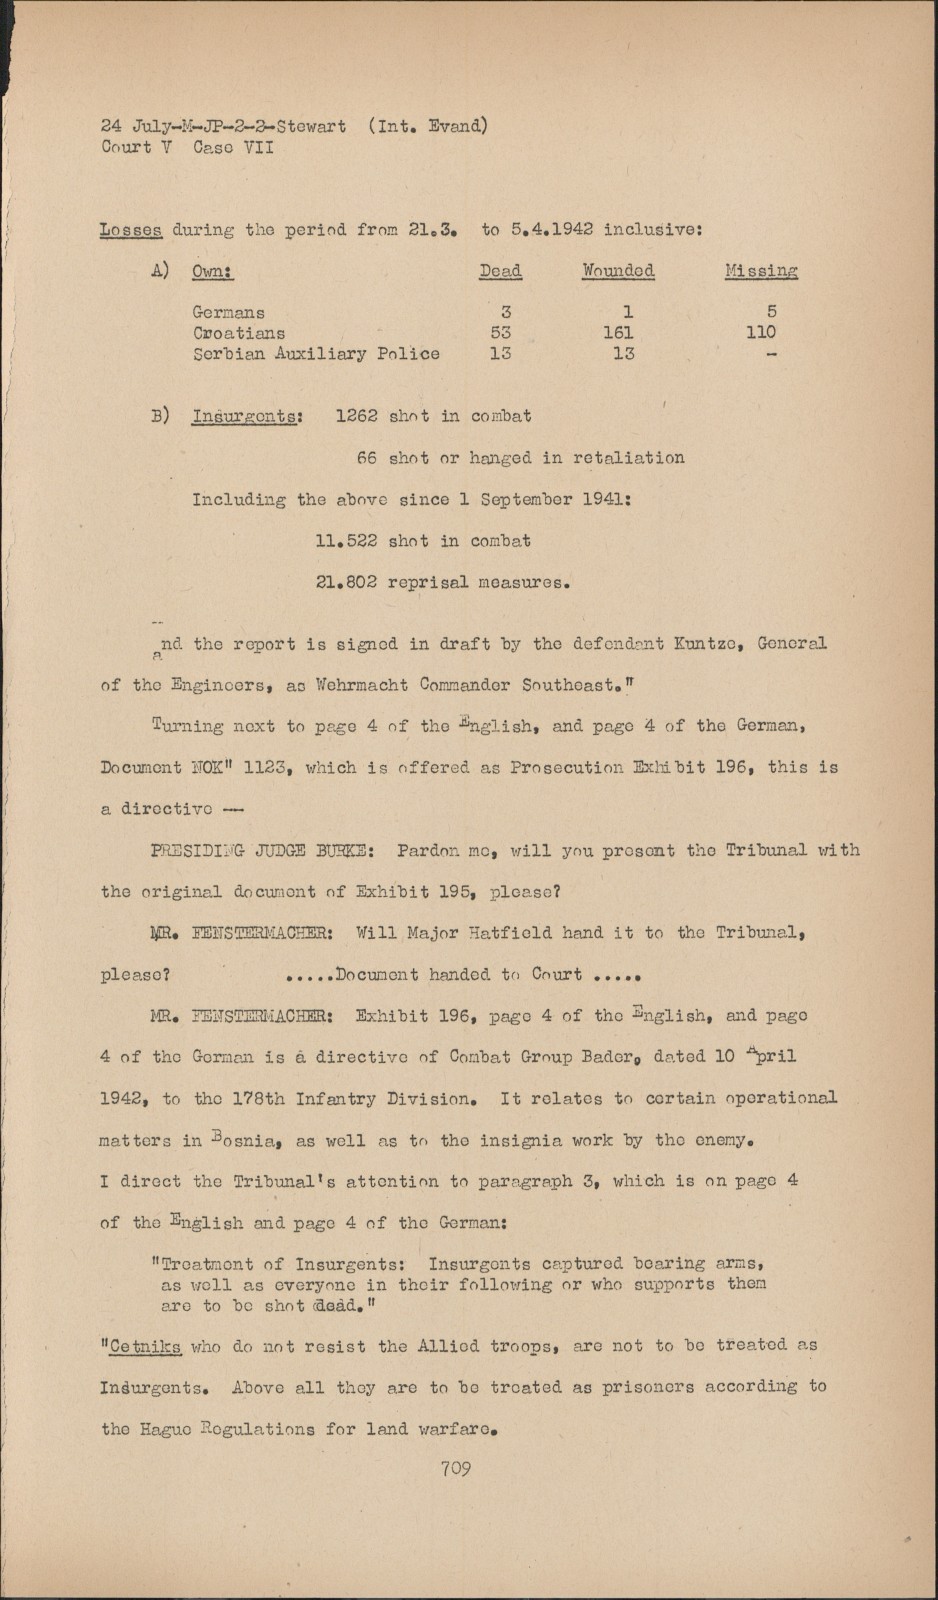 24 July-M-JP-2-2-Stewart (Int. Evand)
Court V Case VII
Losses during the period from 21.3. to 5.4.1942 inclusive:
A) Own: Dead Wounded Missing
Germans 3 1 5
Croatians 53 161 110
Serbian Auxiliary Police 13 13 -
B) Insurgents: 1262 shot in combat
66 shot or hanged in retaliation
Including the above since 1 September 1941:
11.522 shot in combat
21.802 reprisal measures.
and the report is signed in draft by the defendant Kuntze, General
of the Engineers, as Wehrmacht Commander Southeast."
Turning next to page 4 of the English, and page 4 of the German,
Document NOK" 1123, which is offered as Prosecution Exhibit 196, this is
a directive --
PRESIDING JUDGE BURKE: Pardon me, will you present the Tribunal with
the original document of Exhibit 195, please?
MR. FENSTERMACHER: Will Major Hatfield hand it to the Tribunal,
please? .....Document handed to Court .....
MR. FENSTERMACHER: Exhibit 196, page 4 of the English, and page
4 of the German is a directive of Combat Group Bader, dated 10 April
1942, to the 178th Infantry Division. It relates to certain operational
matters in Bosnia, as well as to the insignia work by the enemy.
I direct the Tribunal's attention to paragraph 3, which is on page 4
of the English and page 4 of the German:
"Treatment of Insurgents: Insurgents captured bearing arms,
as well as everyone in their following or who supports them
are to be shot dead."
"Cetniks who do not resist the Allied troops, are not to be treated as
Insurgents. Above all they are to be treated as prisoners according to
the Hague Regulations for land warfare.
709